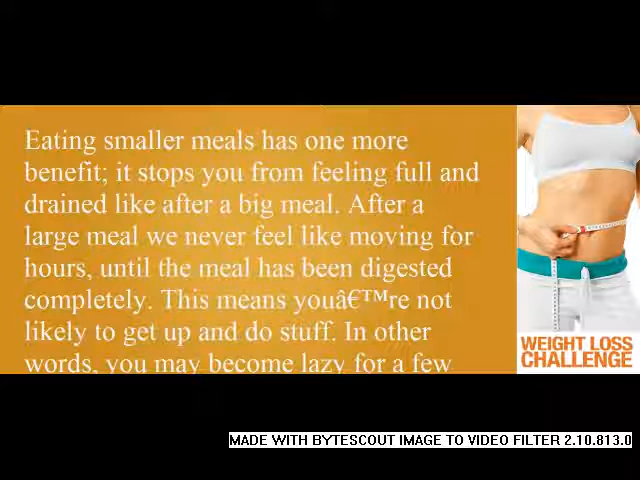 Eating smaller meals has one more
benefit; it stops you from feeling full and
drained like after a big meal. After a
large meal we never feel like moving for
hours, until the meal has been digested
completely. This means youâ€™re not
likely to get up and do stuff. In other
words, you may become lazy for a few
WEIGHT LOSS
CHALLENGE
MADE WITH BYTESCOUT IMAGE TO VIDEO FILTER 2.10.813.0